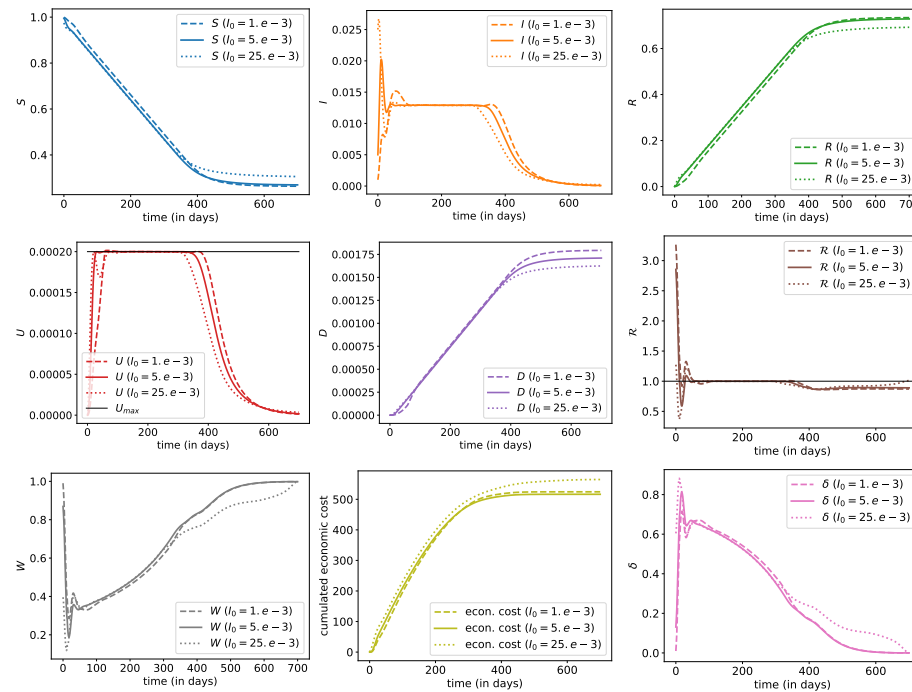 1.0
0.8
0.6
0.4
S
S (I₀ = 1.e − 3)
S (I₀ = 5.e − 3)
S (I₀ = 25.e − 3)
0 200 400 600
time (in days)
0.025
0.020
0.015
0.010
0.005
0.000
I
I (I₀ = 1.e − 3)
I (I₀ = 5.e − 3)
I (I₀ = 25.e − 3)
0 200 400 600
time (in days)
0.6
0.4
0.2
0.0
R
R (I₀ = 1.e − 3)
R (I₀ = 5.e − 3)
R (I₀ = 25.e − 3)
0 100 200 300 400 500 600 700
time (in days)
0.00020
0.00015
0.00010
0.00005
0.00000
U
U (I₀ = 1.e − 3)
U (I₀ = 5.e − 3)
U (I₀ = 25.e − 3)
Uₘₐₓ
0 200 400 600
time (in days)
0.00175
0.00150
0.00125
0.00100
0.00075
0.00050
0.00025
0.00000
D
D (I₀ = 1.e − 3)
D (I₀ = 5.e − 3)
D (I₀ = 25.e − 3)
0 200 400 600
time (in days)
3.0
2.5
2.0
1.5
1.0
0.5
ℛ
ℛ (I₀ = 1.e − 3)
ℛ (I₀ = 5.e − 3)
ℛ (I₀ = 25.e − 3)
0 200 400 600
time (in days)
1.0
0.8
0.6
0.4
0.2
W
W (I₀ = 1.e − 3)
W (I₀ = 5.e − 3)
W (I₀ = 25.e − 3)
0 100 200 300 400 500 600 700
time (in days)
500
400
300
200
100
0
cumulated economic cost
econ. cost (I₀ = 1.e − 3)
econ. cost (I₀ = 5.e − 3)
econ. cost (I₀ = 25.e − 3)
0 200 400 600
time (in days)
0.8
0.6
0.4
0.2
0.0
δ
δ (I₀ = 1.e − 3)
δ (I₀ = 5.e − 3)
δ (I₀ = 25.e − 3)
0 200 400 600
time (in days)